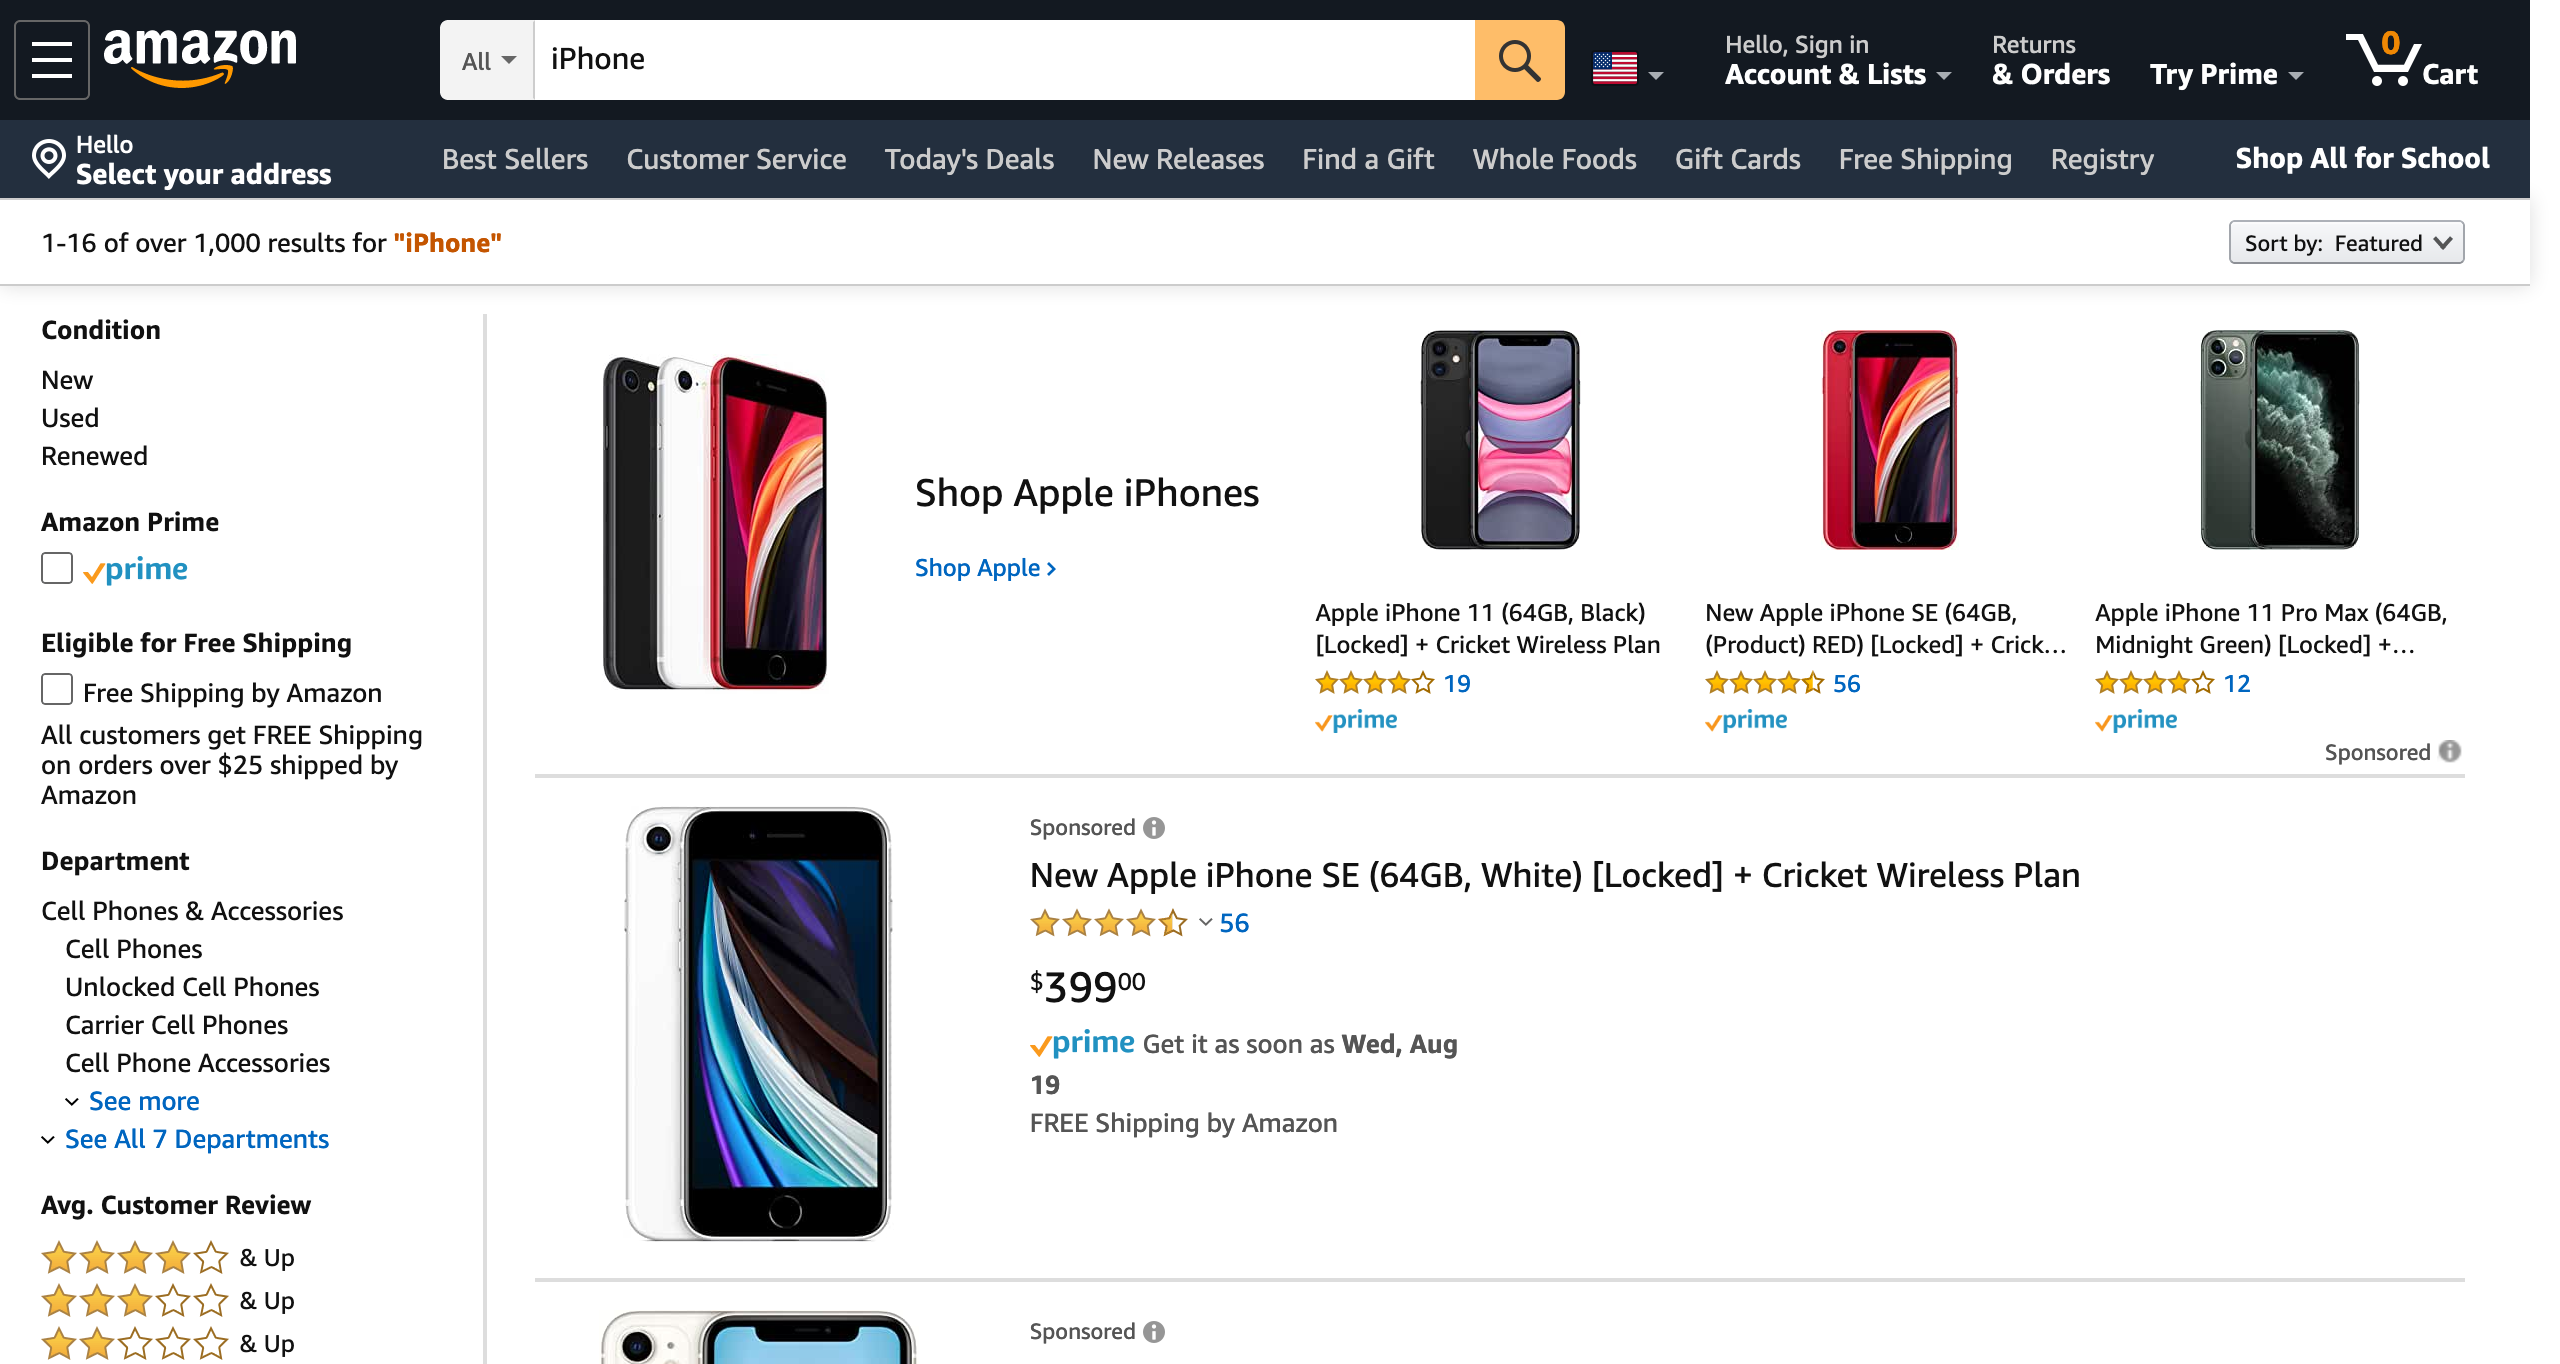 amazon
All
iPhone
Hello, Sign in
Account & Lists
Returns
& Orders
Try Prime
0
Cart
Hello
Select your address
Best Sellers
Customer Service
Today's Deals
New Releases
Find a Gift
Whole Foods
Gift Cards
Free Shipping
Registry
Shop All for School
1-16 of over 1,000 results for "iPhone"
Sort by: Featured
Condition
New
Used
Renewed
Amazon Prime
prime
Eligible for Free Shipping
Free Shipping by Amazon
All customers get FREE Shipping
on orders over $25 shipped by
Amazon
Department
Cell Phones & Accessories
Cell Phones
Unlocked Cell Phones
Carrier Cell Phones
Cell Phone Accessories
See more
See All 7 Departments
Avg. Customer Review
& Up
& Up
& Up
Shop Apple iPhones
Shop Apple ›
Apple iPhone 11 (64GB, Black)
[Locked] + Cricket Wireless Plan
19
prime
New Apple iPhone SE (64GB,
(Product) RED) [Locked] + Crick...
56
prime
Apple iPhone 11 Pro Max (64GB,
Midnight Green) [Locked] +...
12
prime
Sponsored
Sponsored
New Apple iPhone SE (64GB, White) [Locked] + Cricket Wireless Plan
56
$39900
prime Get it as soon as Wed, Aug
19
FREE Shipping by Amazon
Sponsored